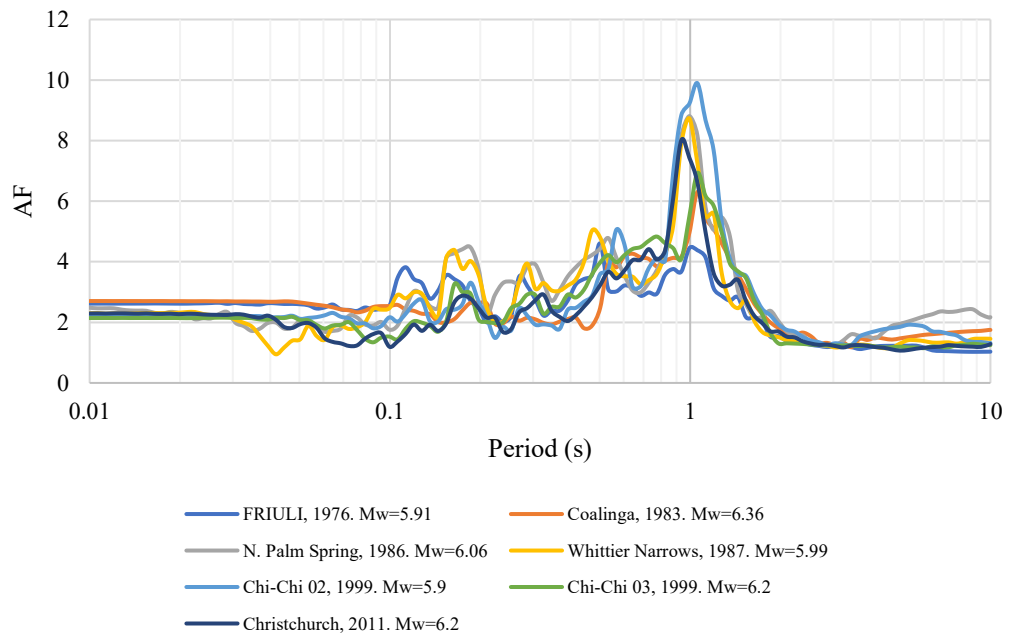 12
10
8
6
4
2
0
AF
0.01 0.1 1 10
Period (s)
FRIULI, 1976. Mw=5.91 Coalinga, 1983. Mw=6.36
N. Palm Spring, 1986. Mw=6.06 Whittier Narrows, 1987. Mw=5.99
Chi-Chi 02, 1999. Mw=5.9 Chi-Chi 03, 1999. Mw=6.2
Christchurch, 2011. Mw=6.2